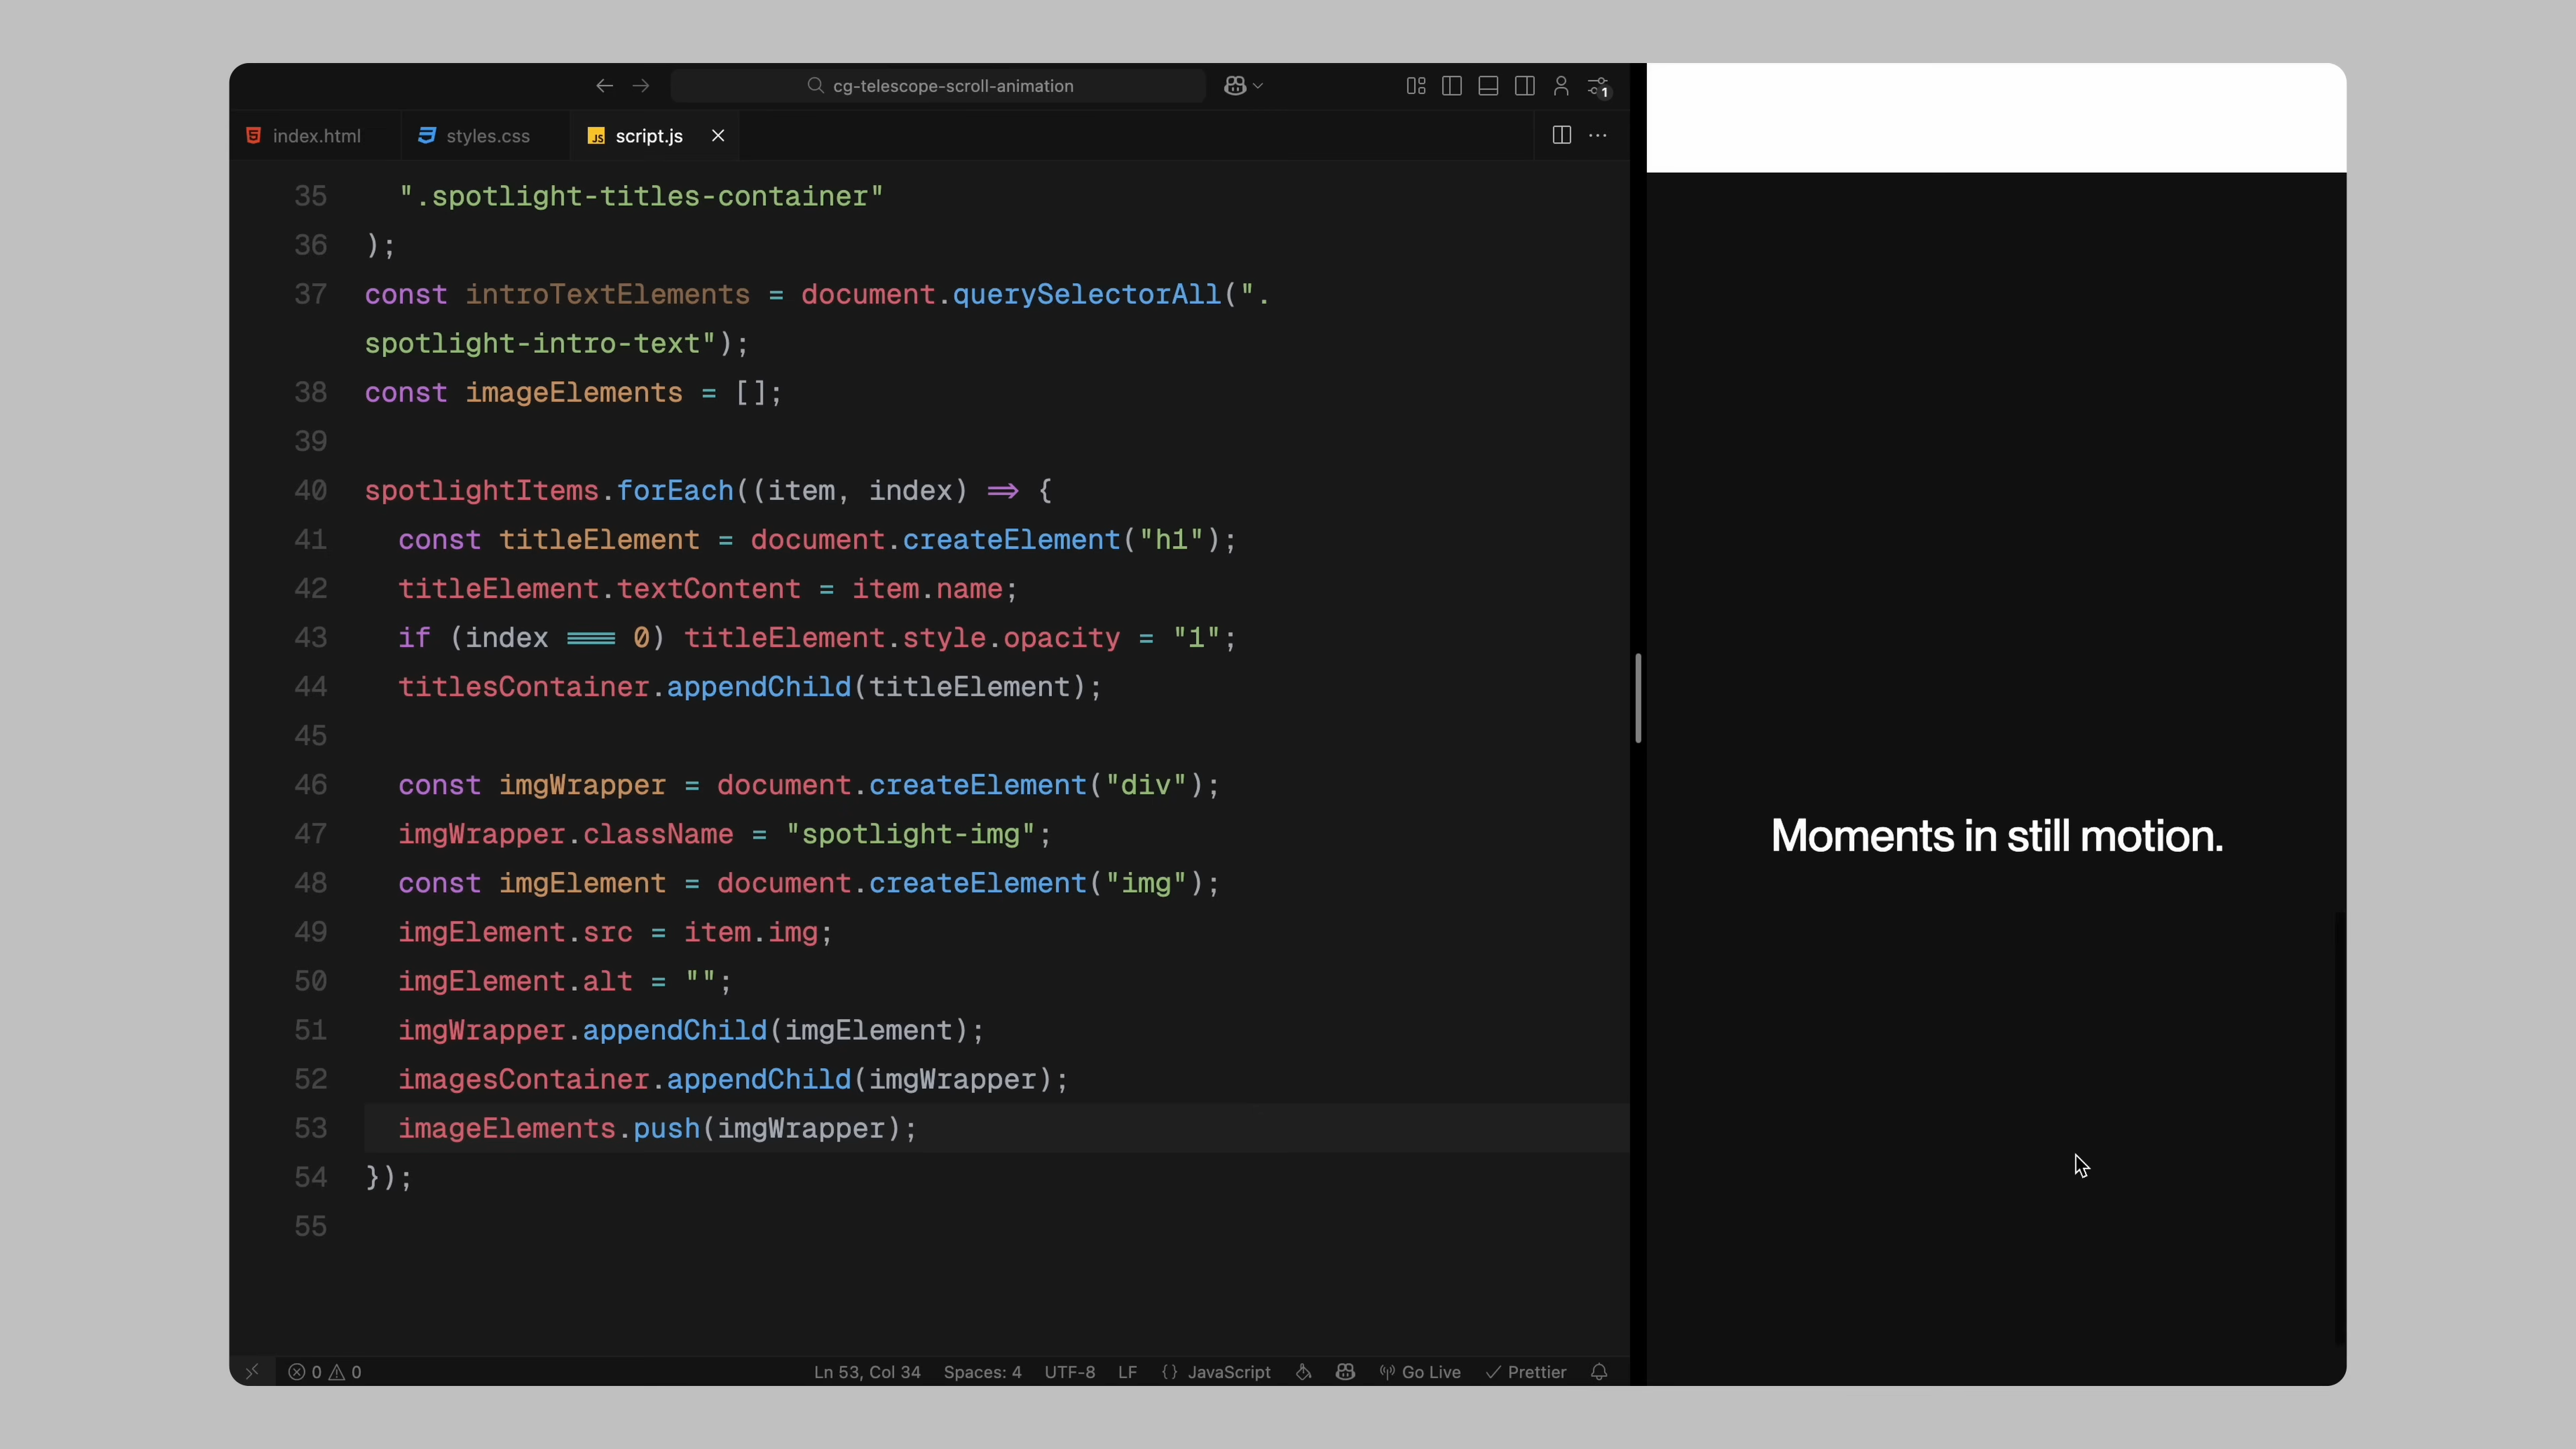 cg-telescope-scroll-animation
1
index.html
styles.css
JS script.js
35 ".spotlight-titles-container"
36 );
37 const introTextElements = document.querySelectorAll(".
spotlight-intro-text");
38 const imageElements = [];
39
40 spotlightItems.forEach((item, index) => {
41 const titleElement = document.createElement("h1");
42 titleElement.textContent = item.name;
43 if (index === 0) titleElement.style.opacity = "1";
44 titlesContainer.appendChild(titleElement);
45
46 const imgWrapper = document.createElement("div");
47 imgWrapper.className = "spotlight-img";
48 const imgElement = document.createElement("img");
49 imgElement.src = item.img;
50 imgElement.alt = "";
51 imgWrapper.appendChild(imgElement);
52 imagesContainer.appendChild(imgWrapper);
53 imageElements.push(imgWrapper);
54 });
55
Moments in still motion.
0 0 Ln 53, Col 34 Spaces: 4 UTF-8 LF {} JavaScript Go Live Prettier